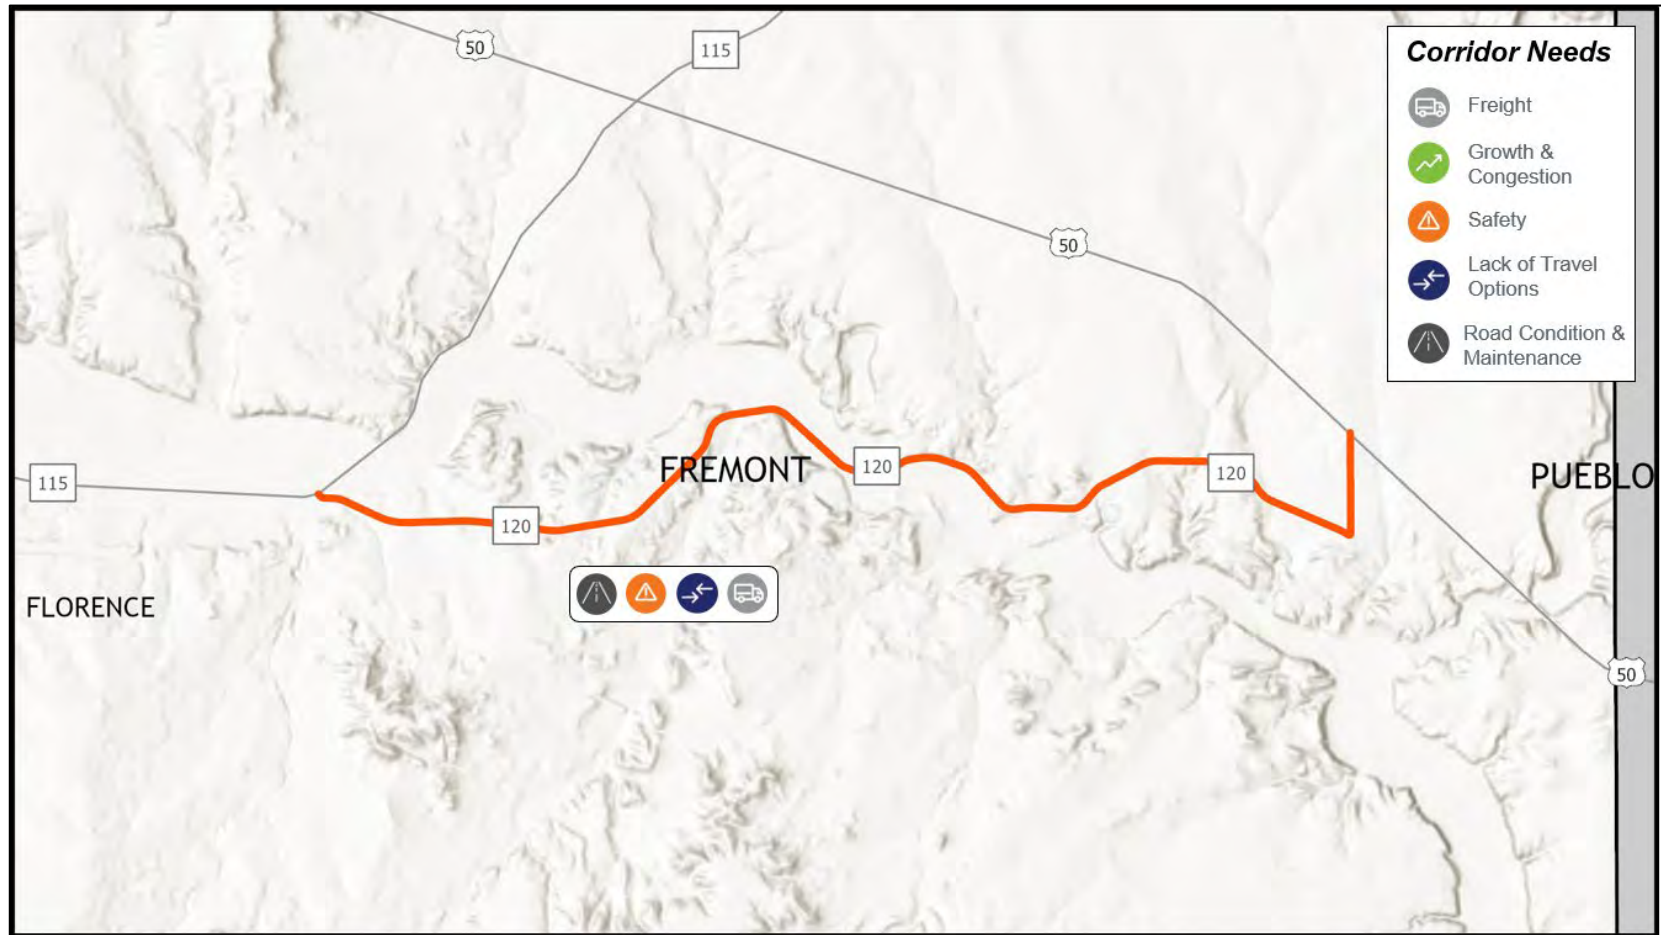 50
115
Corridor Needs
Freight
Growth &
Congestion
Safety
50
Lack of Travel
Options
Road Condition &
Maintenance
115
FREMONT
120
120
PUEBLO
120
FLORENCE
50